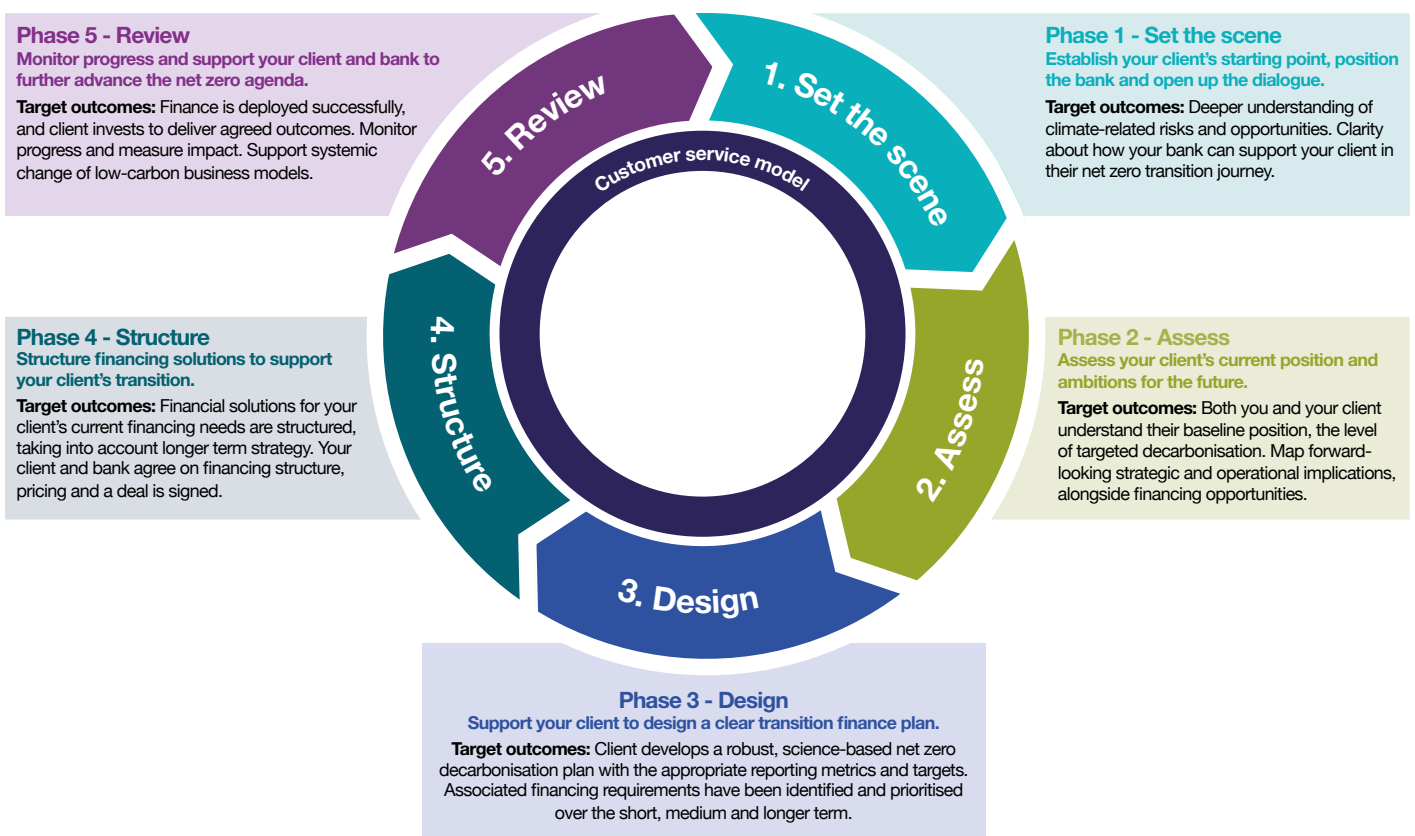 Phase 5 - Review
Monitor progress and support your client and bank to
further advance the net zero agenda.
Target outcomes: Finance is deployed successfully,
and client invests to deliver agreed outcomes. Monitor
progress and measure impact. Support systemic
change of low-carbon business models.
Phase 1 - Set the scene
Establish your client’s starting point, position
the bank and open up the dialogue.
Target outcomes: Deeper understanding of
climate-related risks and opportunities. Clarity
about how your bank can support your client in
their net zero transition journey.
5. Review
1. Set the scene
Customer service model
Phase 4 - Structure
Structure financing solutions to support
your client’s transition.
Target outcomes: Financial solutions for your
client’s current financing needs are structured,
taking into account longer term strategy. Your
client and bank agree on financing structure,
pricing and a deal is signed.
4. Structure
2. Assess
Phase 2 - Assess
Assess your client’s current position and
ambitions for the future.
Target outcomes: Both you and your client
understand their baseline position, the level
of targeted decarbonisation. Map forward-
looking strategic and operational implications,
alongside financing opportunities.
3. Design
Phase 3 - Design
Support your client to design a clear transition finance plan.
Target outcomes: Client develops a robust, science-based net zero
decarbonisation plan with the appropriate reporting metrics and targets.
Associated financing requirements have been identified and prioritised
over the short, medium and longer term.